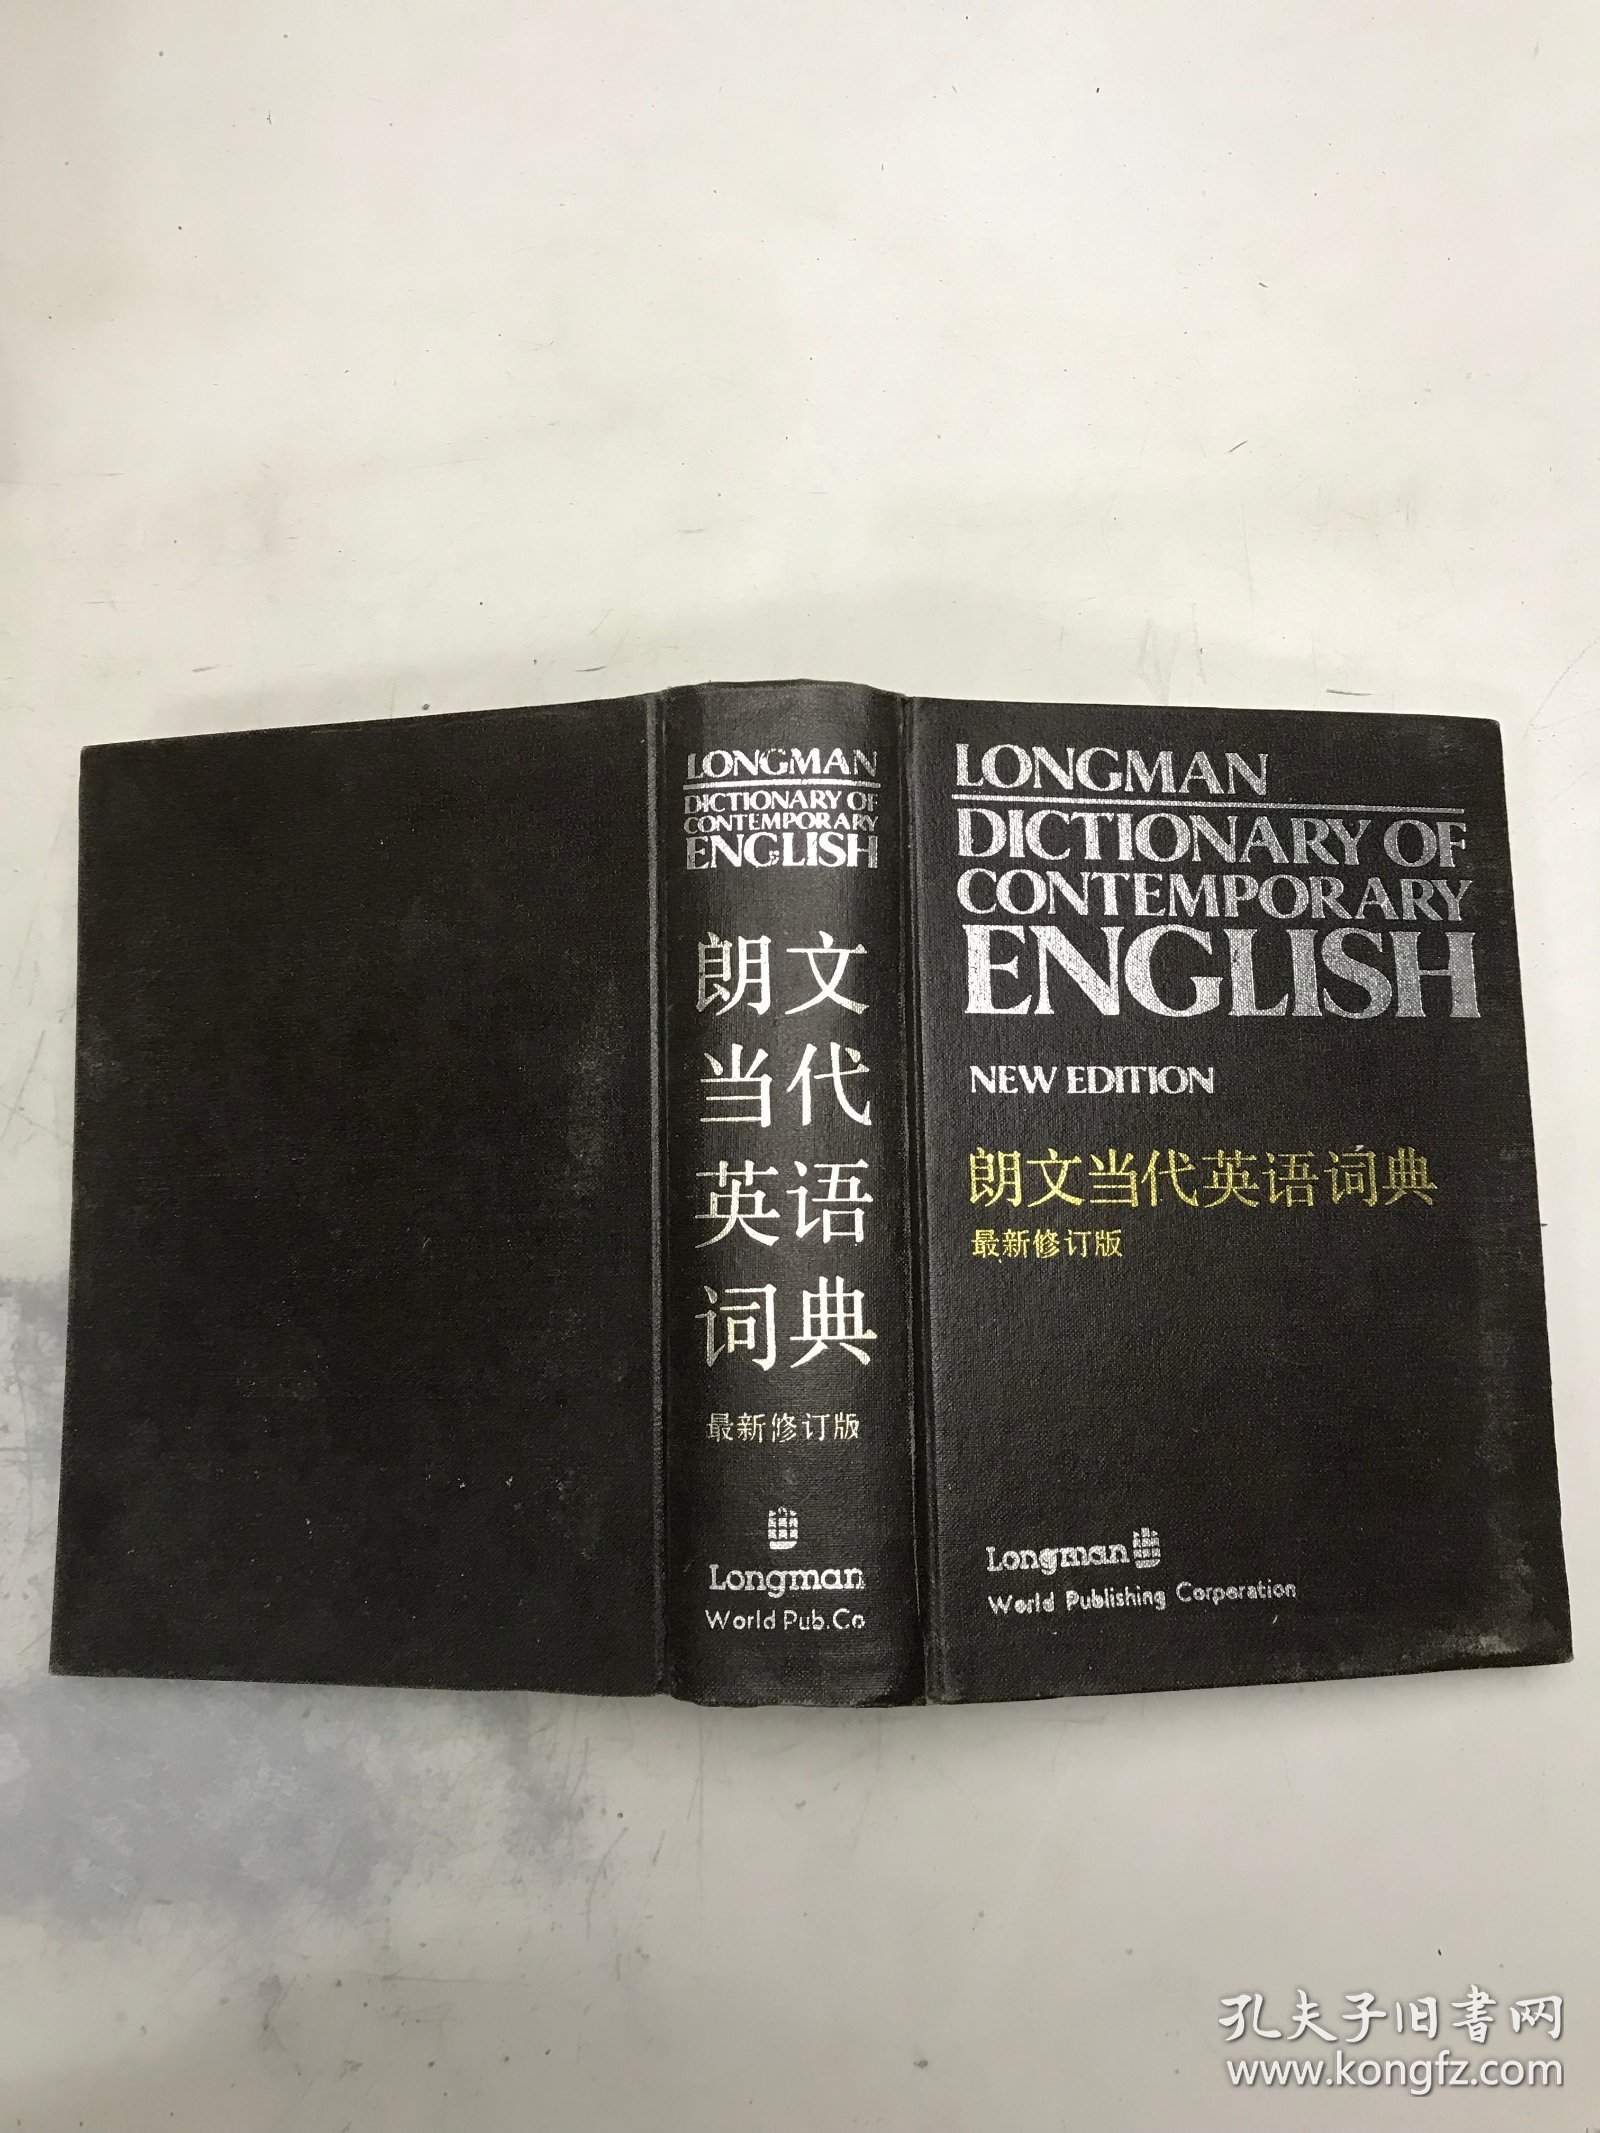 LONGMAN
DICTIONARY OF
CONTEMPORARY
ENGLISH
朗文
当代
英语
词典
最新修订版
Longman
World Pub.Co
LONGMAN
DICTIONARY OF
CONTEMPORARY
ENGLISH
NEW EDITION
朗文当代英语词典
最新修订版
Longman
World Publishing Corporation
孔夫子旧书网
www.kongfz.com